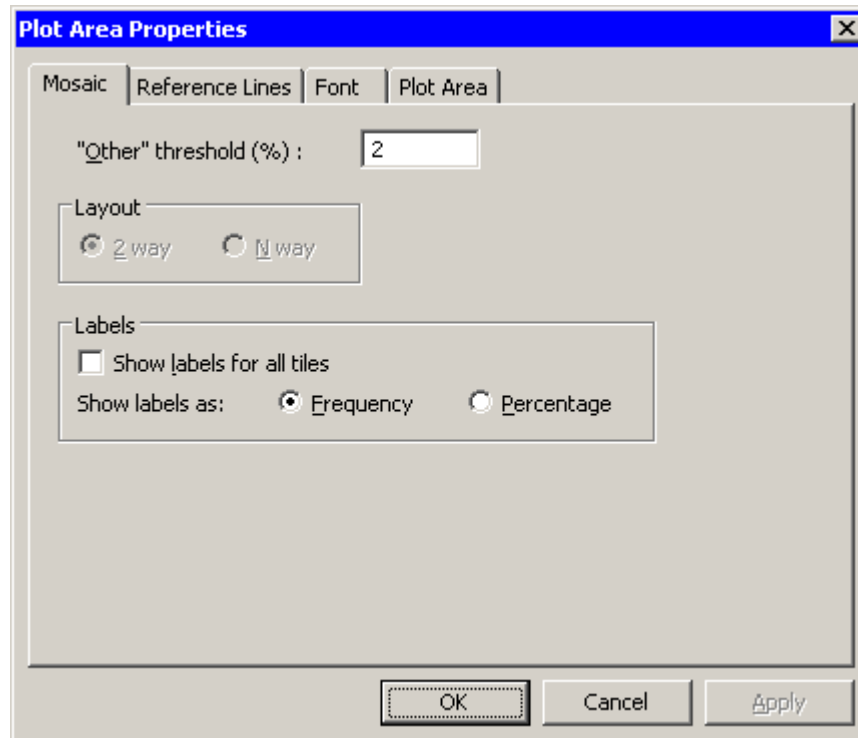 Plot Area Properties
Mosaic Reference Lines Font Plot Area
"Other" threshold (%) : 2
Layout
2 way N way
Labels
Show labels for all tiles
Show labels as: Frequency Percentage
OK Cancel Apply